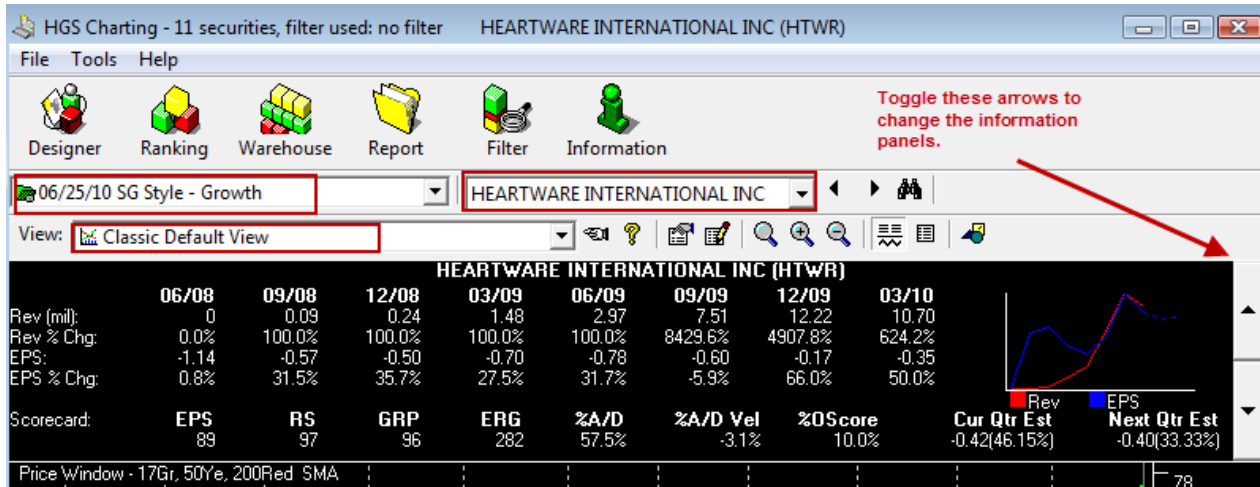 HGS Charting - 11 securities, filter used: no filter HEARTWARE INTERNATIONAL INC (HTWR)
File Tools Help
Toggle these arrows to
change the information
panels.
Designer Ranking Warehouse Report Filter Information
06/25/10 SG Style - Growth HEARTWARE INTERNATIONAL INC
View: Classic Default View
HEARTWARE INTERNATIONAL INC (HTWR)
06/08 09/08 12/08 03/09 06/09 09/09 12/09 03/10
Rev (mil): 0 0.09 0.24 1.48 2.97 7.51 12.22 10.70
Rev % Chg: 0.0% 100.0% 100.0% 100.0% 100.0% 8429.6% 4907.8% 624.2%
EPS: -1.14 -0.57 -0.50 -0.70 -0.78 -0.60 -0.17 -0.35
EPS % Chg: 0.8% 31.5% 35.7% 27.5% 31.7% -5.9% 66.0% 50.0%
Rev EPS
Scorecard: EPS RS GRP ERG %A/D %A/D Vel %OScore Cur Qtr Est Next Qtr Est
89 97 96 282 57.5% -3.1% 10.0% -0.42(46.15%) -0.40(33.33%)
Price Window - 17Gr, 50Ye, 200Red SMA 78